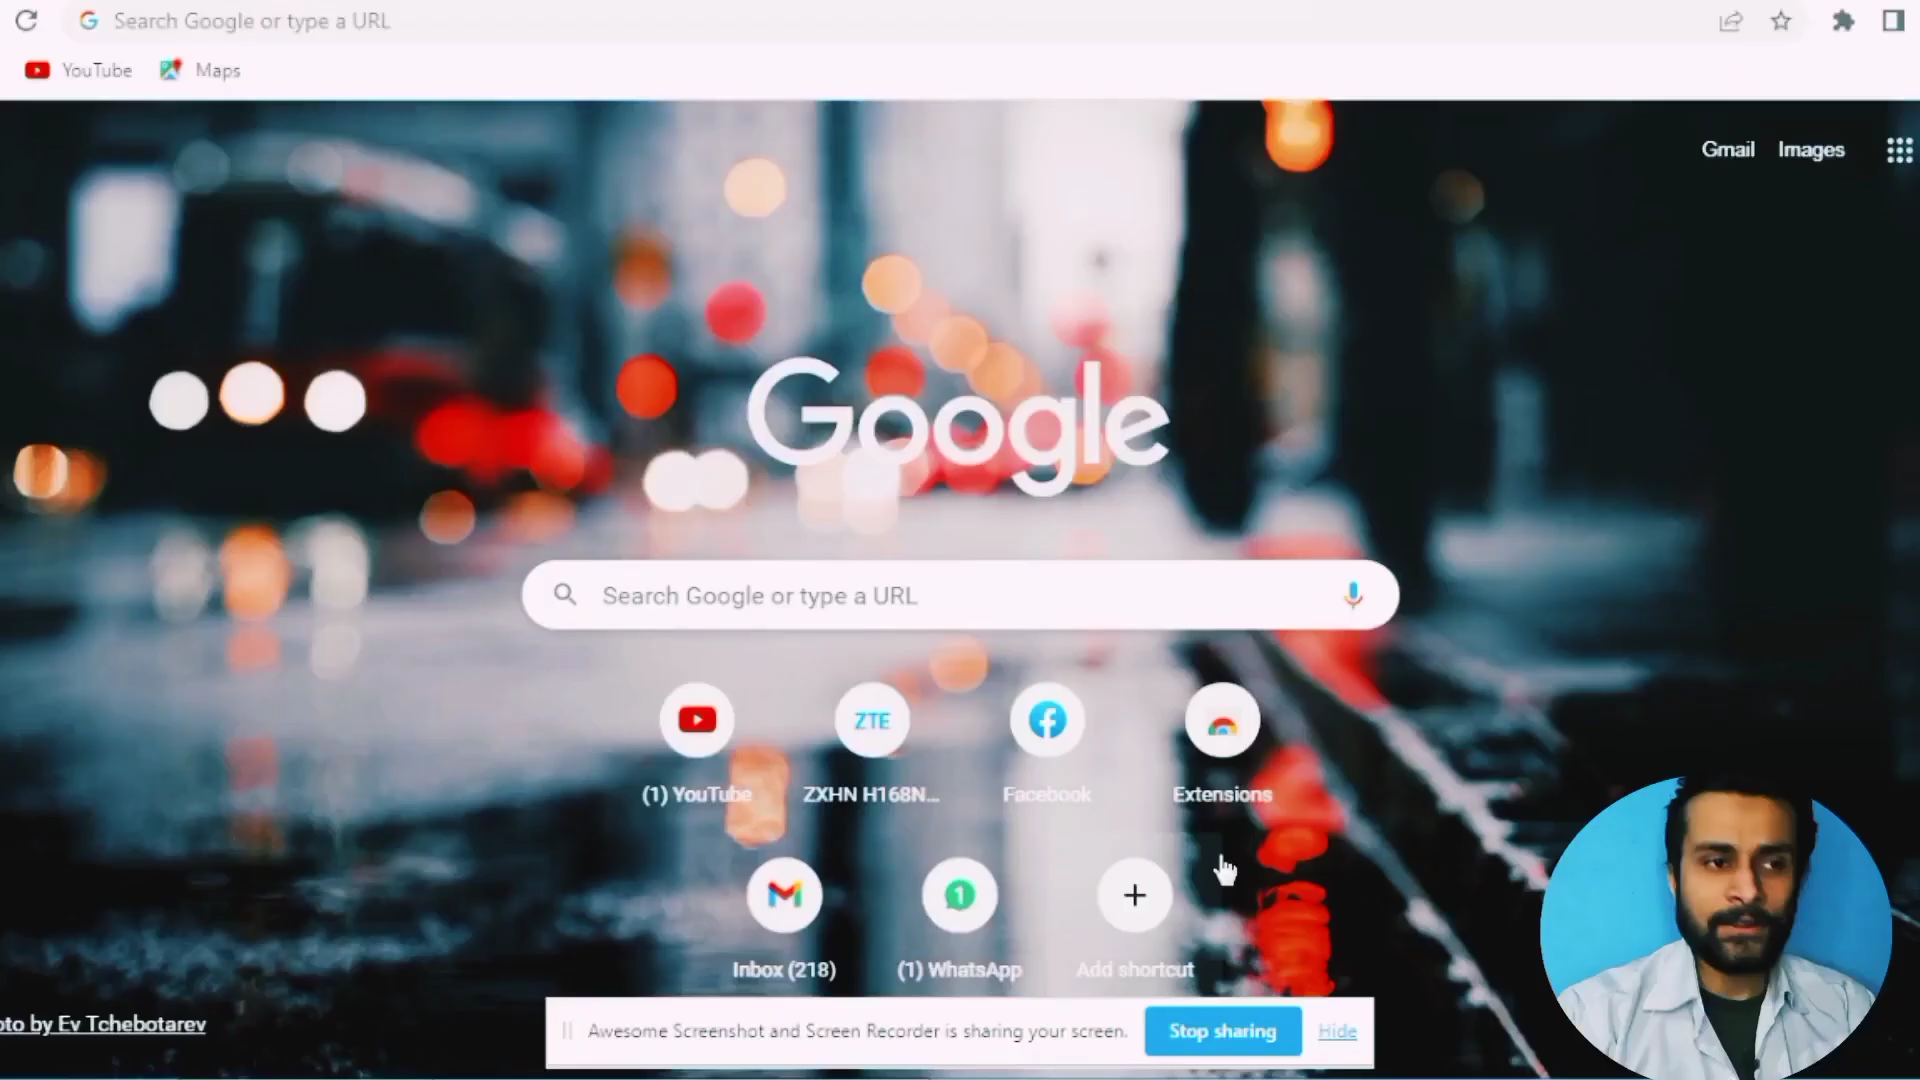 Search Google or type a URL
YouTube Maps
Gmail Images
Google
Search Google or type a URL
ZTE
(1) YouTube ZXHN H168N... Facebook Extensions
1
Inbox (218) (1) WhatsApp Add shortcut
oto by Ev Tchebotarev
Awesome Screenshot and Screen Recorder is sharing your screen. Stop sharing Hide